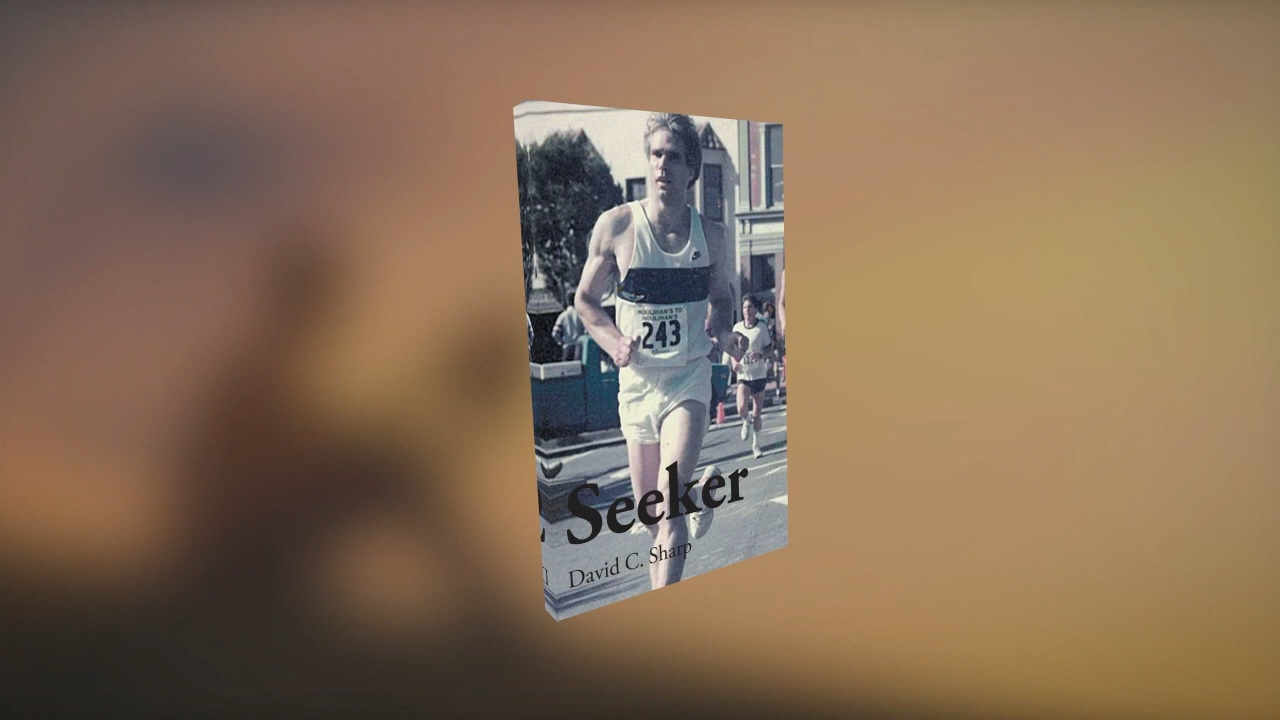 HOULIHAN'S TO
HOULIHAN'S
243
Seeker
David C. Sharp